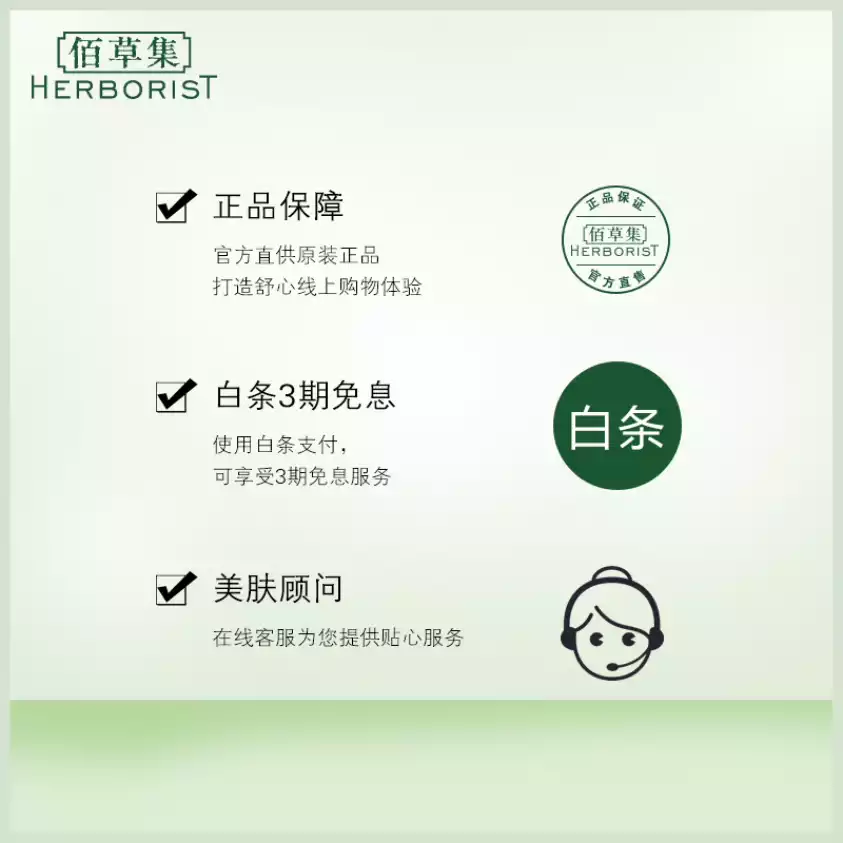 佰草集
HERBORIST
正品保障
官方直供原装正品
打造舒心线上购物体验
正品保证
佰草集
HERBORIST
官方直售
白条3期免息
使用白条支付，
可享受3期免息服务
白条
美肤顾问
在线客服为您提供贴心服务